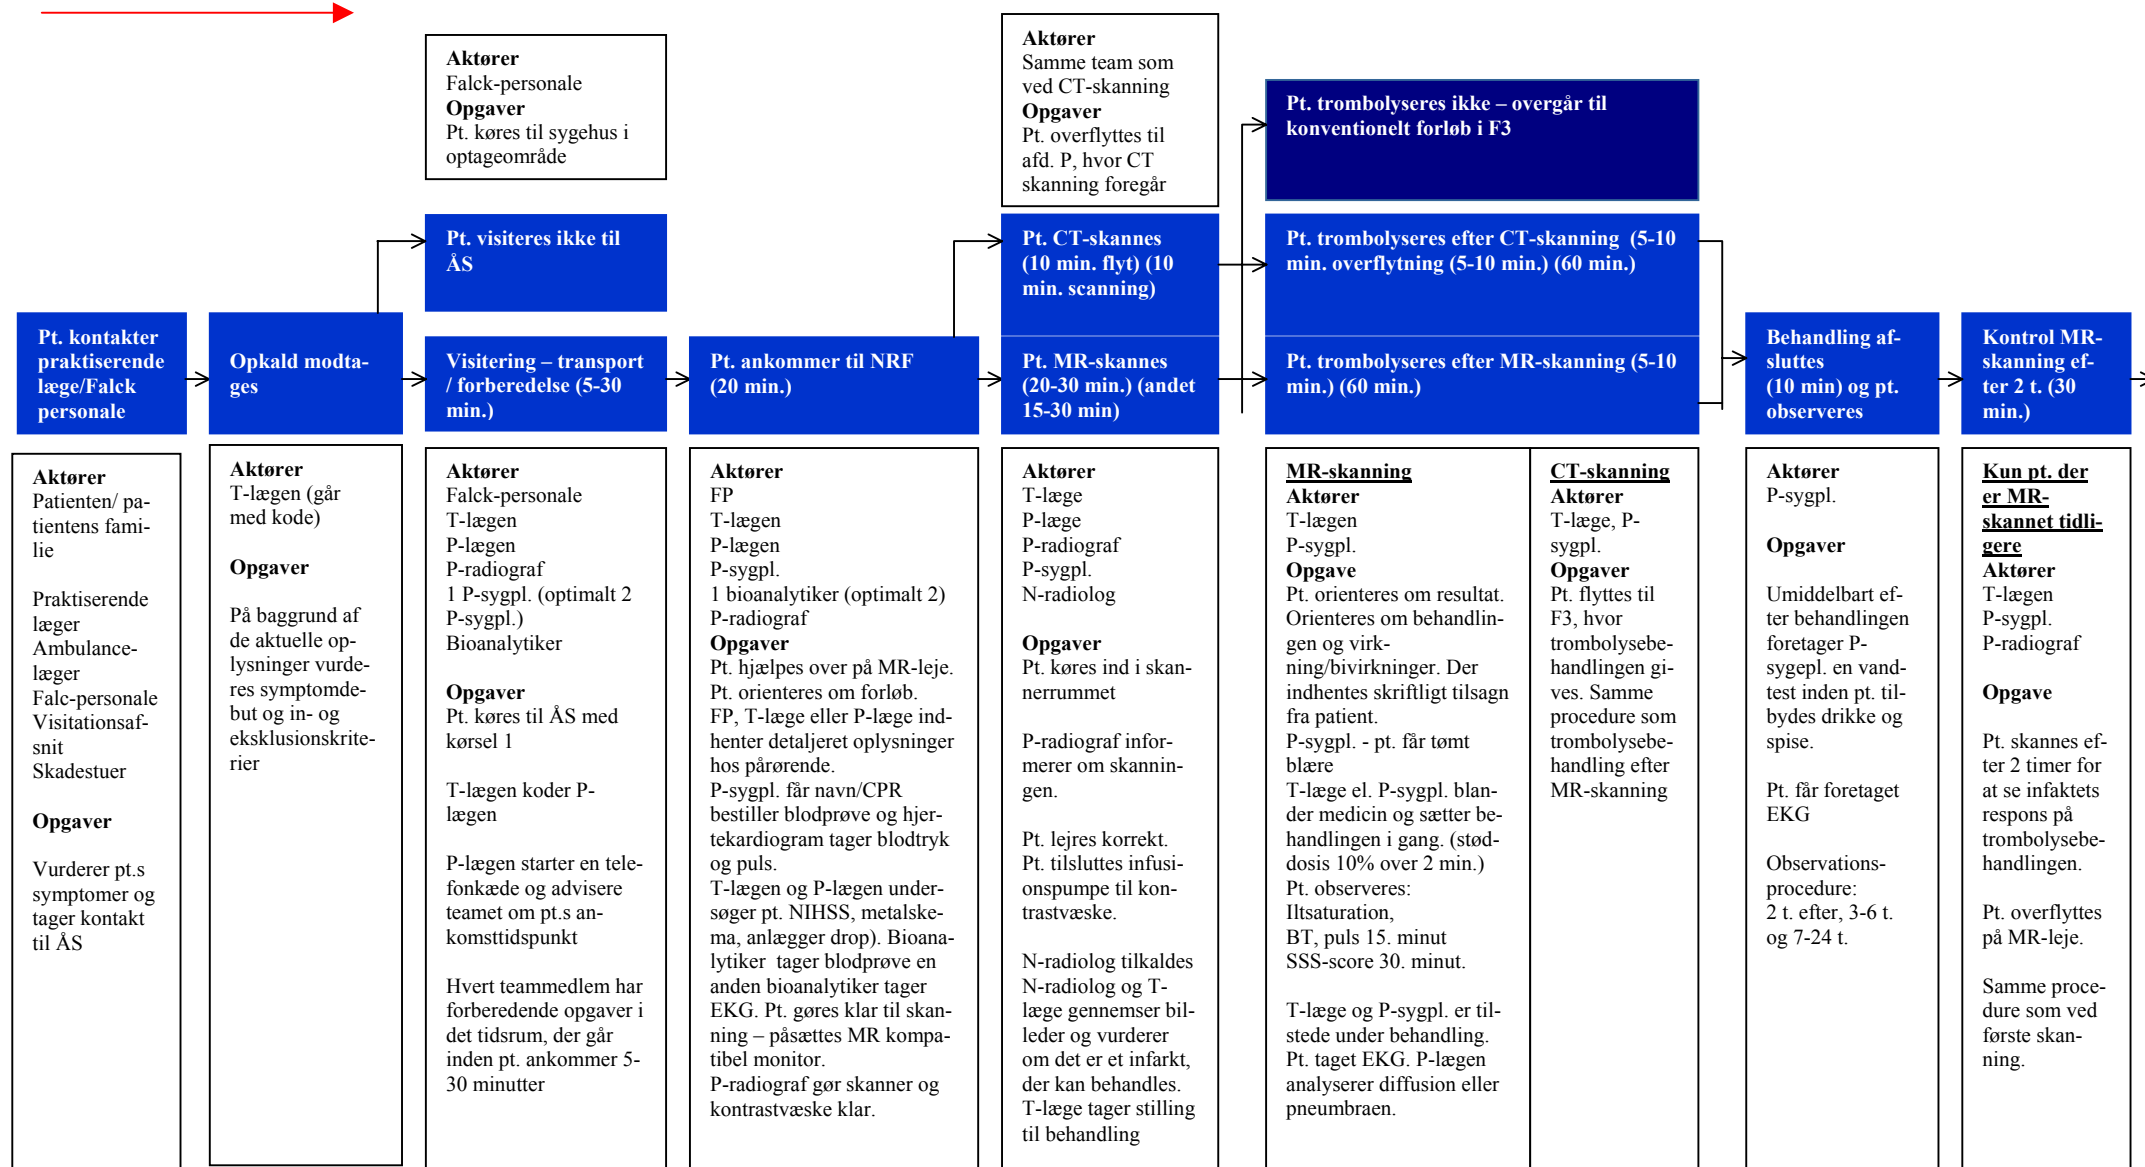 Aktører
Falck-personale
Opgaver
Pt. køres til sygehus i
optageområde
Aktører
Samme team som
ved CT-skanning
Opgaver
Pt. overflyttes til
afd. P, hvor CT
skanning foregår
Pt. trombolyseres ikke – overgår til
konventionelt forløb i F3
Pt. visiteres ikke til
ÅS
Pt. CT-skannes
(10 min. flyt) (10
min. scanning)
Pt. trombolyseres efter CT-skanning (5-10
min. overflytning (5-10 min.) (60 min.)
Pt. kontakter
praktiserende
læge/Falck
personale
Opkald modta-
ges
Visitering – transport
/ forberedelse (5-30
min.)
Pt. ankommer til NRF
(20 min.)
Pt. MR-skannes
(20-30 min.) (andet
15-30 min)
Pt. trombolyseres efter MR-skanning (5-10
min.) (60 min.)
Behandling af-
sluttes
(10 min) og pt.
observeres
Kontrol MR-
skanning ef-
ter 2 t. (30
min.)
Aktører
Patienten/ pa-
tientens fami-
lie
Praktiserende
læger
Ambulance-
læger
Falc-personale
Visitationsaf-
snit
Skadestuer
Opgaver
Vurderer pt.s
symptomer og
tager kontakt
til ÅS
Aktører
T-lægen (går
med kode)
Opgaver
På baggrund af
de aktuelle op-
lysninger vurde-
res symptomde-
but og in- og
eksklusionskrite-
rier
Aktører
Falck-personale
T-lægen
P-lægen
P-radiograf
1 P-sygpl. (optimalt 2
P-sygpl.)
Bioanalytiker
Opgaver
Pt. køres til ÅS med
kørsel 1
T-lægen koder P-
lægen
P-lægen starter en tele-
fonkæde og advisere
teamet om pt.s an-
komsttidspunkt
Hvert teammedlem har
forberedende opgaver i
det tidsrum, der går
inden pt. ankommer 5-
30 minutter
Aktører
FP
T-lægen
P-lægen
P-sygpl.
1 bioanalytiker (optimalt 2)
P-radiograf
Opgaver
Pt. hjælpes over på MR-leje.
Pt. orienteres om forløb.
FP, T-læge eller P-læge ind-
henter detaljeret oplysninger
hos pårørende.
P-sygpl. får navn/CPR
bestiller blodprøve og hjer-
tekardiogram tager blodtryk
og puls.
T-lægen og P-lægen under-
søger pt. NIHSS, metalske-
ma, anlægger drop). Bioana-
lytiker tager blodprøve en
anden bioanalytiker tager
EKG. Pt. gøres klar til skan-
ning – påsættes MR kompa-
tibel monitor.
P-radiograf gør skanner og
kontrastvæske klar.
Aktører
T-læge
P-læge
P-radiograf
P-sygpl.
N-radiolog
Opgaver
Pt. køres ind i skan-
nerrummet
P-radiograf infor-
merer om skannin-
gen.
Pt. lejres korrekt.
Pt. tilsluttes infusi-
onspumpe til kon-
trastvæske.
N-radiolog tilkaldes
N-radiolog og T-
læge gennemser bil-
leder og vurderer
om det er et infarkt,
der kan behandles.
T-læge tager stilling
til behandling
MR-skanning
Aktører
T-lægen
P-sygpl.
Opgave
Pt. orienteres om resultat.
Orienteres om behandlin-
gen og virk-
ning/bivirkninger. Der
indhentes skriftligt tilsagn
fra patient.
P-sygpl. - pt. får tømt
blære
T-læge el. P-sygpl. blan-
der medicin og sætter be-
handlingen i gang. (stød-
dosis 10% over 2 min.)
Pt. observeres:
Iltsaturation,
BT, puls 15. minut
SSS-score 30. minut.
T-læge og P-sygpl. er til-
stede under behandling.
Pt. taget EKG. P-lægen
analyserer diffusion eller
pneumbraen.
CT-skanning
Aktører
T-læge, P-
sygpl.
Opgaver
Pt. flyttes til
F3, hvor
trombolysebe-
handlingen gi-
ves. Samme
procedure som
trombolysebe-
handling efter
MR-skanning
Aktører
P-sygpl.
Opgaver
Umiddelbart ef-
ter behandlingen
foretager P-
sygepl. en vand-
test inden pt. til-
bydes drikke og
spise.
Pt. får foretaget
EKG
Observations-
procedure:
2 t. efter, 3-6 t.
og 7-24 t.
Kun pt. der
er MR-
skannet tidli-
gere
Aktører
T-lægen
P-sygpl.
P-radiograf
Opgave
Pt. skannes ef-
ter 2 timer for
at se infaktets
respons på
trombolysebe-
handlingen.
Pt. overflyttes
på MR-leje.
Samme proce-
dure som ved
første skan-
ning.